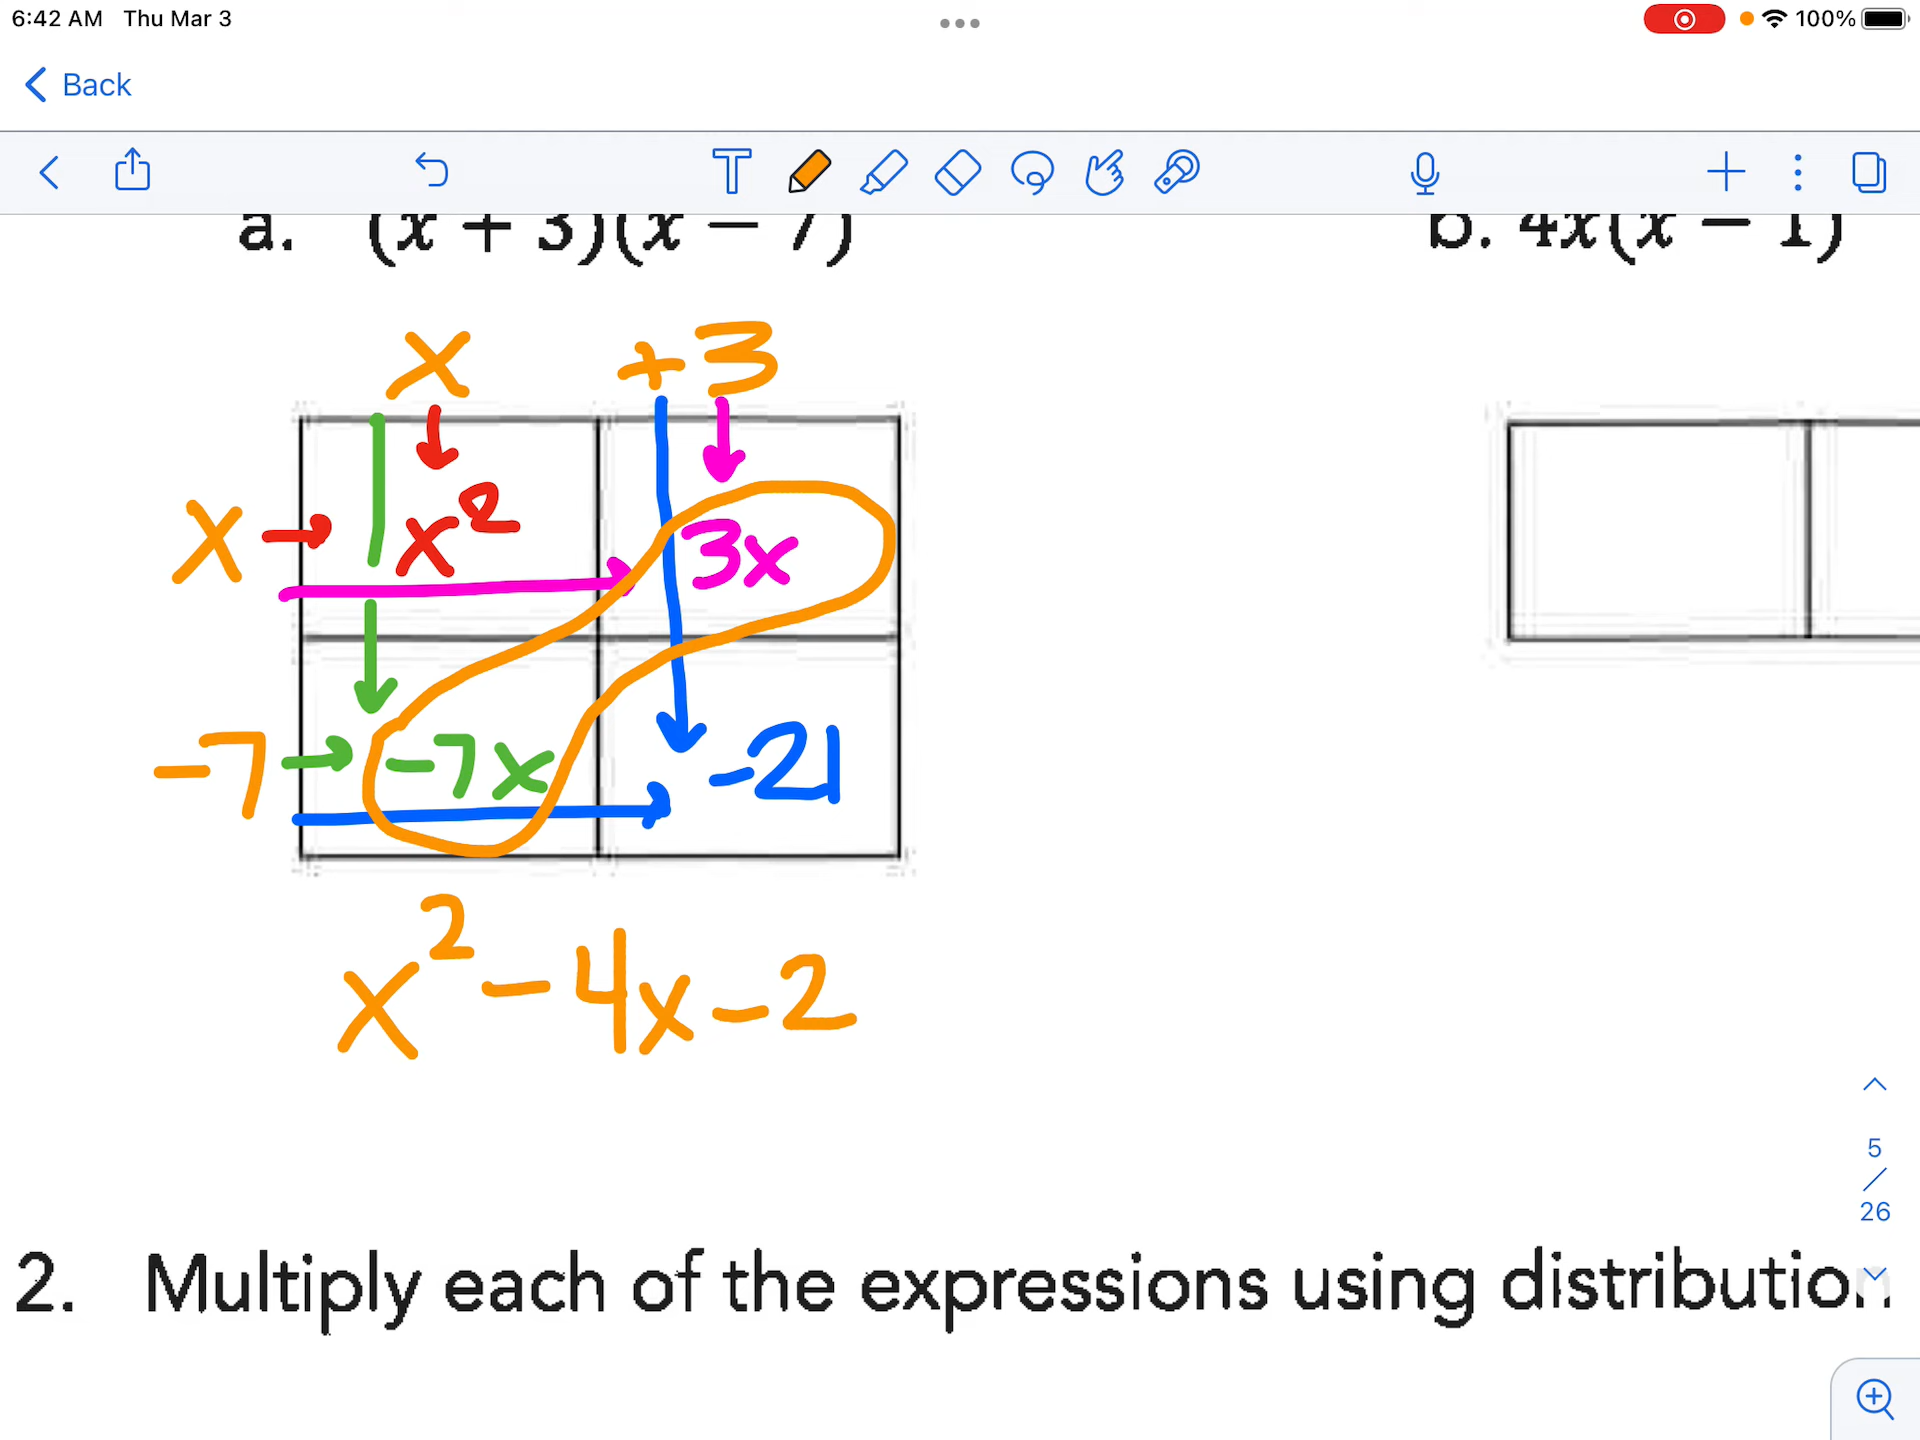 6:42 AM Thu Mar 3 100%
Back
a. (x + 3)(x − 7) b. 4x(x − 1)
x + 3
x x² 3x
-7 -7x -21
x² - 4x - 2
5
/
26
2. Multiply each of the expressions using distribution